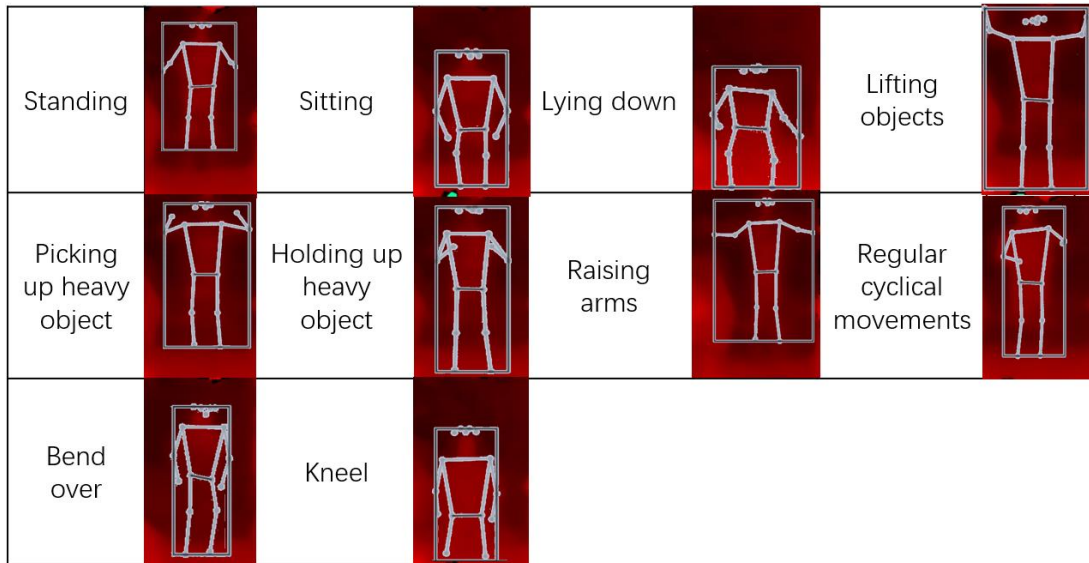 Standing
Sitting
Lying down
Lifting
objects
Picking
up heavy
object
Holding up
heavy
object
Raising
arms
Regular
cyclical
movements
Bend
over
Kneel